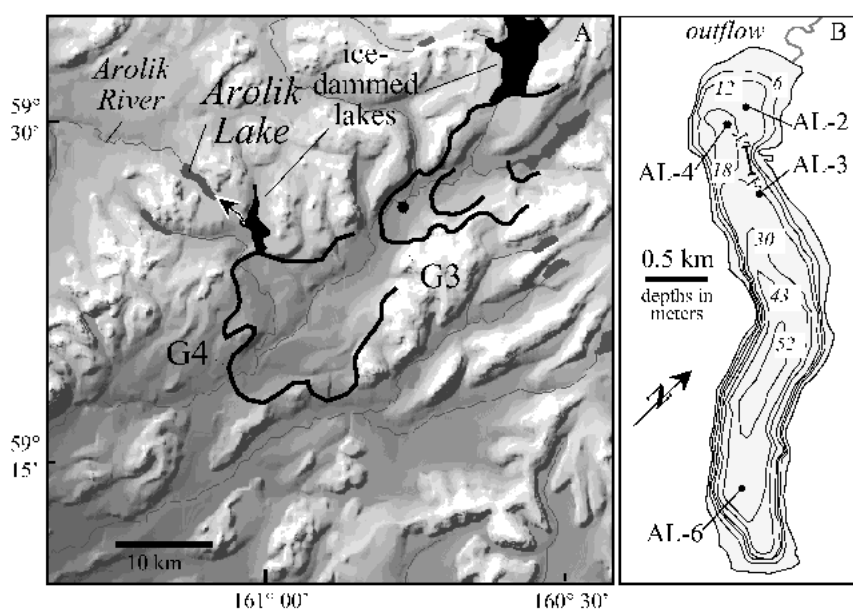 A
ice-
dammed
lakes
Arolik
River
Arolik
Lake
59°
30'
G3
G4
59°
15'
10 km
161° 00'
160° 30'
B
outflow
12
6
AL-2
AL-4
AL-3
18
30
0.5 km
depths in
meters
43
52
N
AL-6